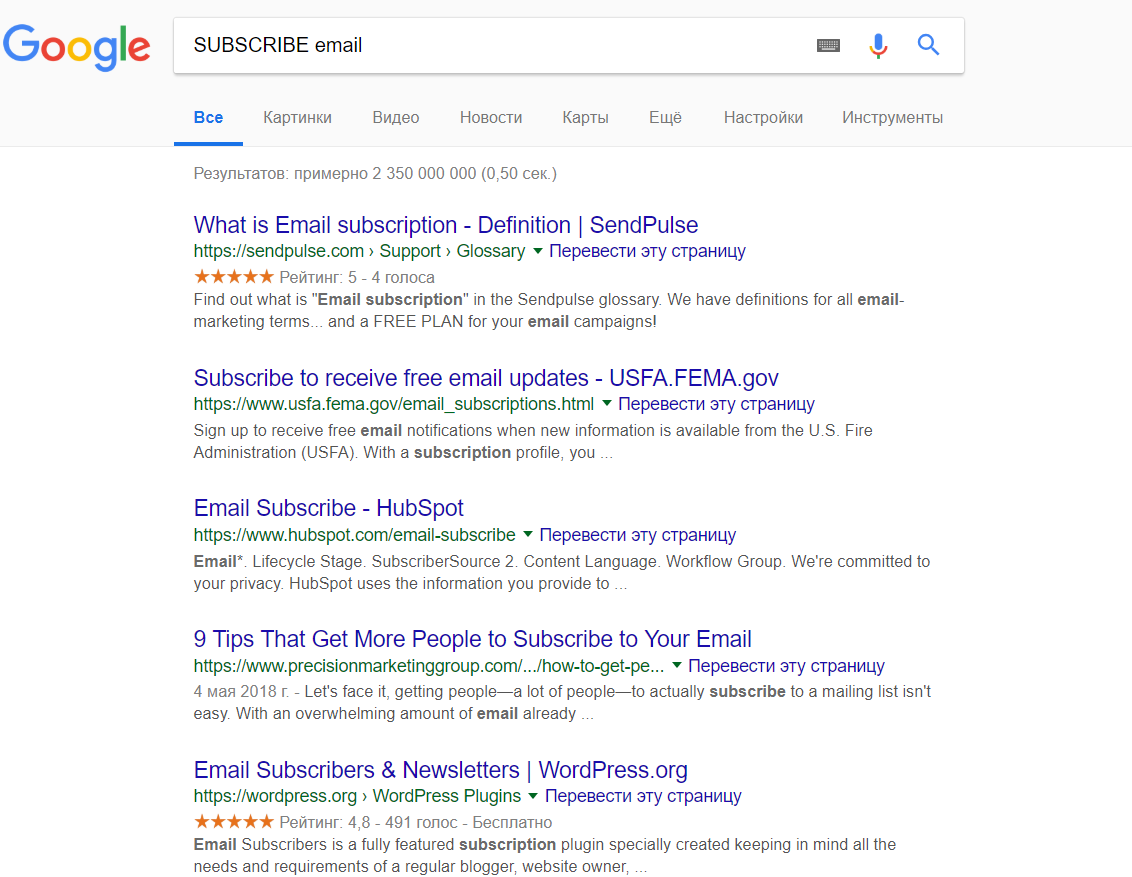 Google
SUBSCRIBE email
Все Картинки Видео Новости Карты Ещё Настройки Инструменты
Результатов: примерно 2 350 000 000 (0,50 сек.)
What is Email subscription - Definition | SendPulse
https://sendpulse.com › Support › Glossary Перевести эту страницу
Рейтинг: 5 - 4 голоса
Find out what is "Email subscription" in the Sendpulse glossary. We have definitions for all email-
marketing terms... and a FREE PLAN for your email campaigns!
Subscribe to receive free email updates - USFA.FEMA.gov
https://www.usfa.fema.gov/email_subscriptions.html Перевести эту страницу
Sign up to receive free email notifications when new information is available from the U.S. Fire
Administration (USFA). With a subscription profile, you ...
Email Subscribe - HubSpot
https://www.hubspot.com/email-subscribe Перевести эту страницу
Email*. Lifecycle Stage. SubscriberSource 2. Content Language. Workflow Group. We're committed to
your privacy. HubSpot uses the information you provide to ...
9 Tips That Get More People to Subscribe to Your Email
https://www.precisionmarketinggroup.com/.../how-to-get-pe... Перевести эту страницу
4 мая 2018 г. - Let's face it, getting people—a lot of people—to actually subscribe to a mailing list isn't
easy. With an overwhelming amount of email already ...
Email Subscribers & Newsletters | WordPress.org
https://wordpress.org › WordPress Plugins Перевести эту страницу
Рейтинг: 4,8 - 491 голос - Бесплатно
Email Subscribers is a fully featured subscription plugin specially created keeping in mind all the
needs and requirements of a regular blogger, website owner, ...